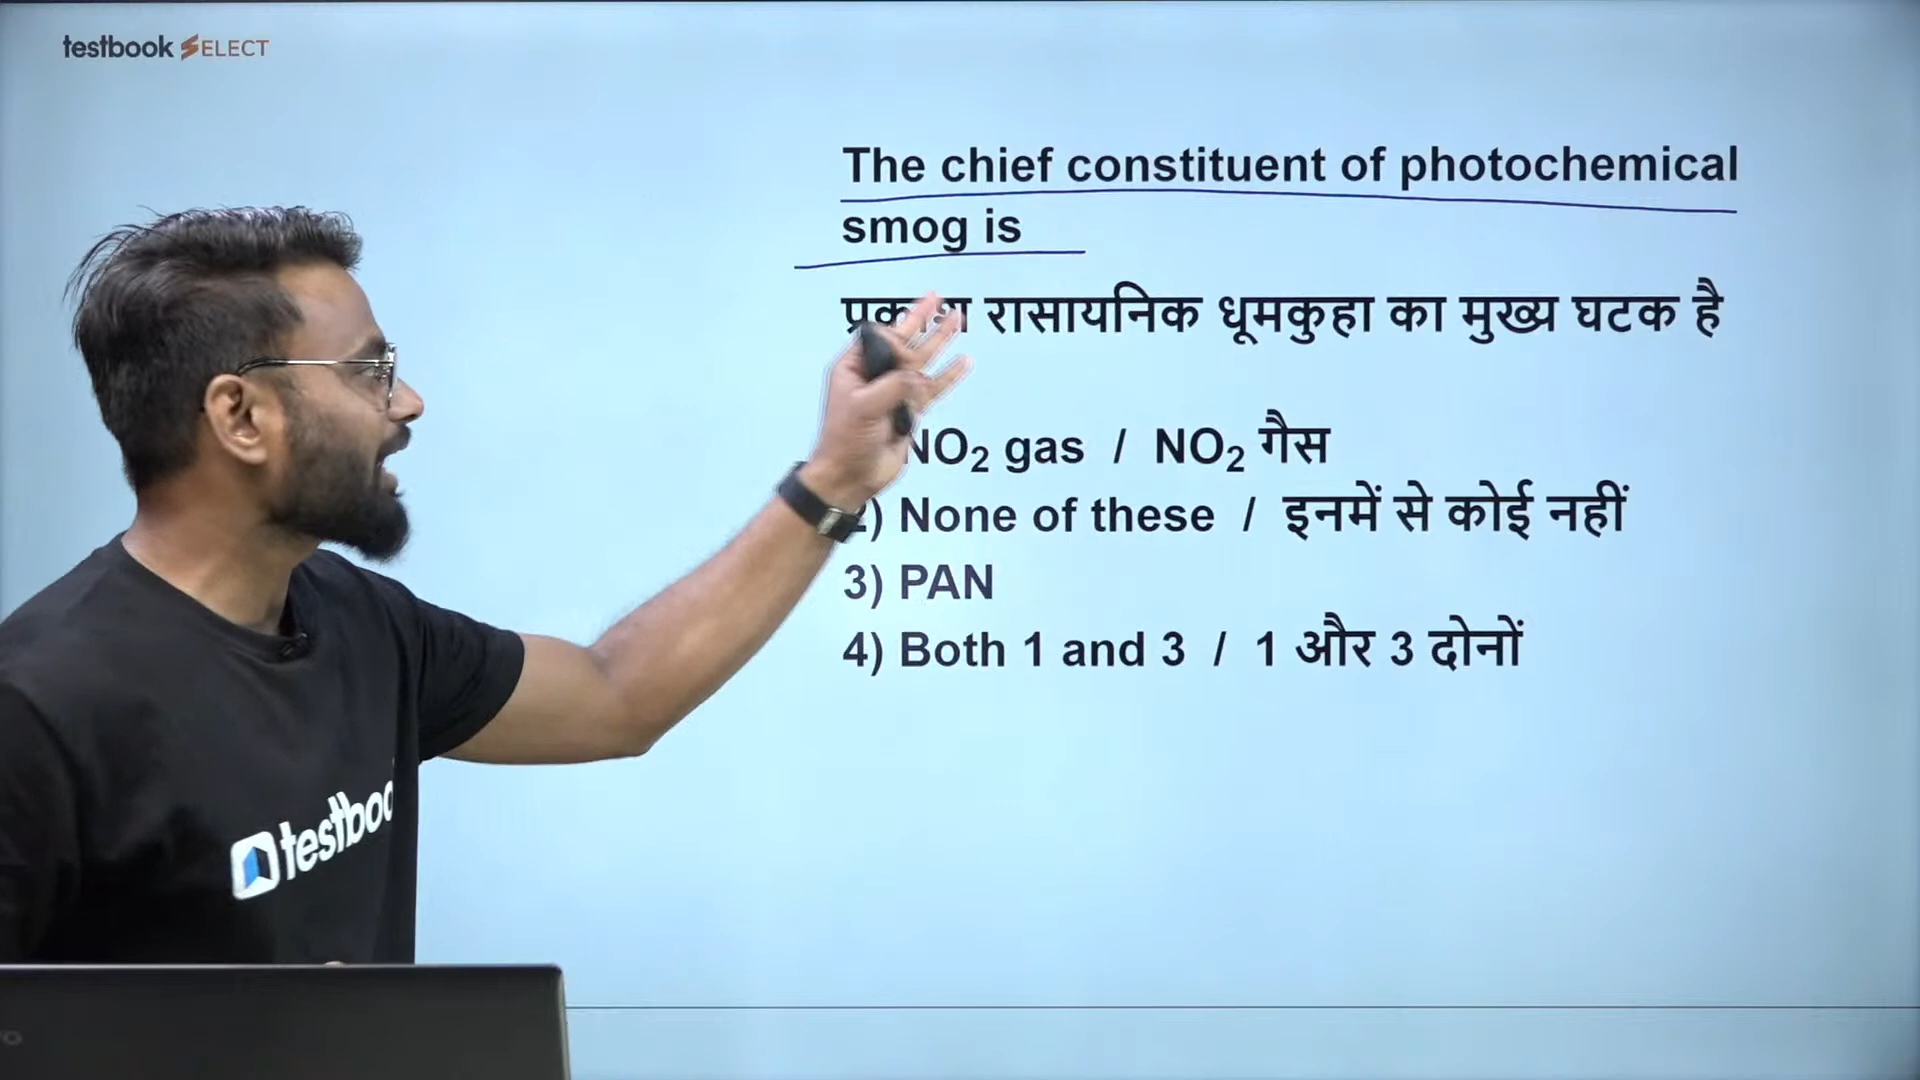 testbook SELECT
The chief constituent of photochemical
smog is
रासायनिक धूमकुहा का मुख्य घटक है
NO₂ gas / NO₂ गैस
2) None of these / इनमें से कोई नहीं
3) PAN
4) Both 1 and 3 / 1 और 3 दोनों
testboo